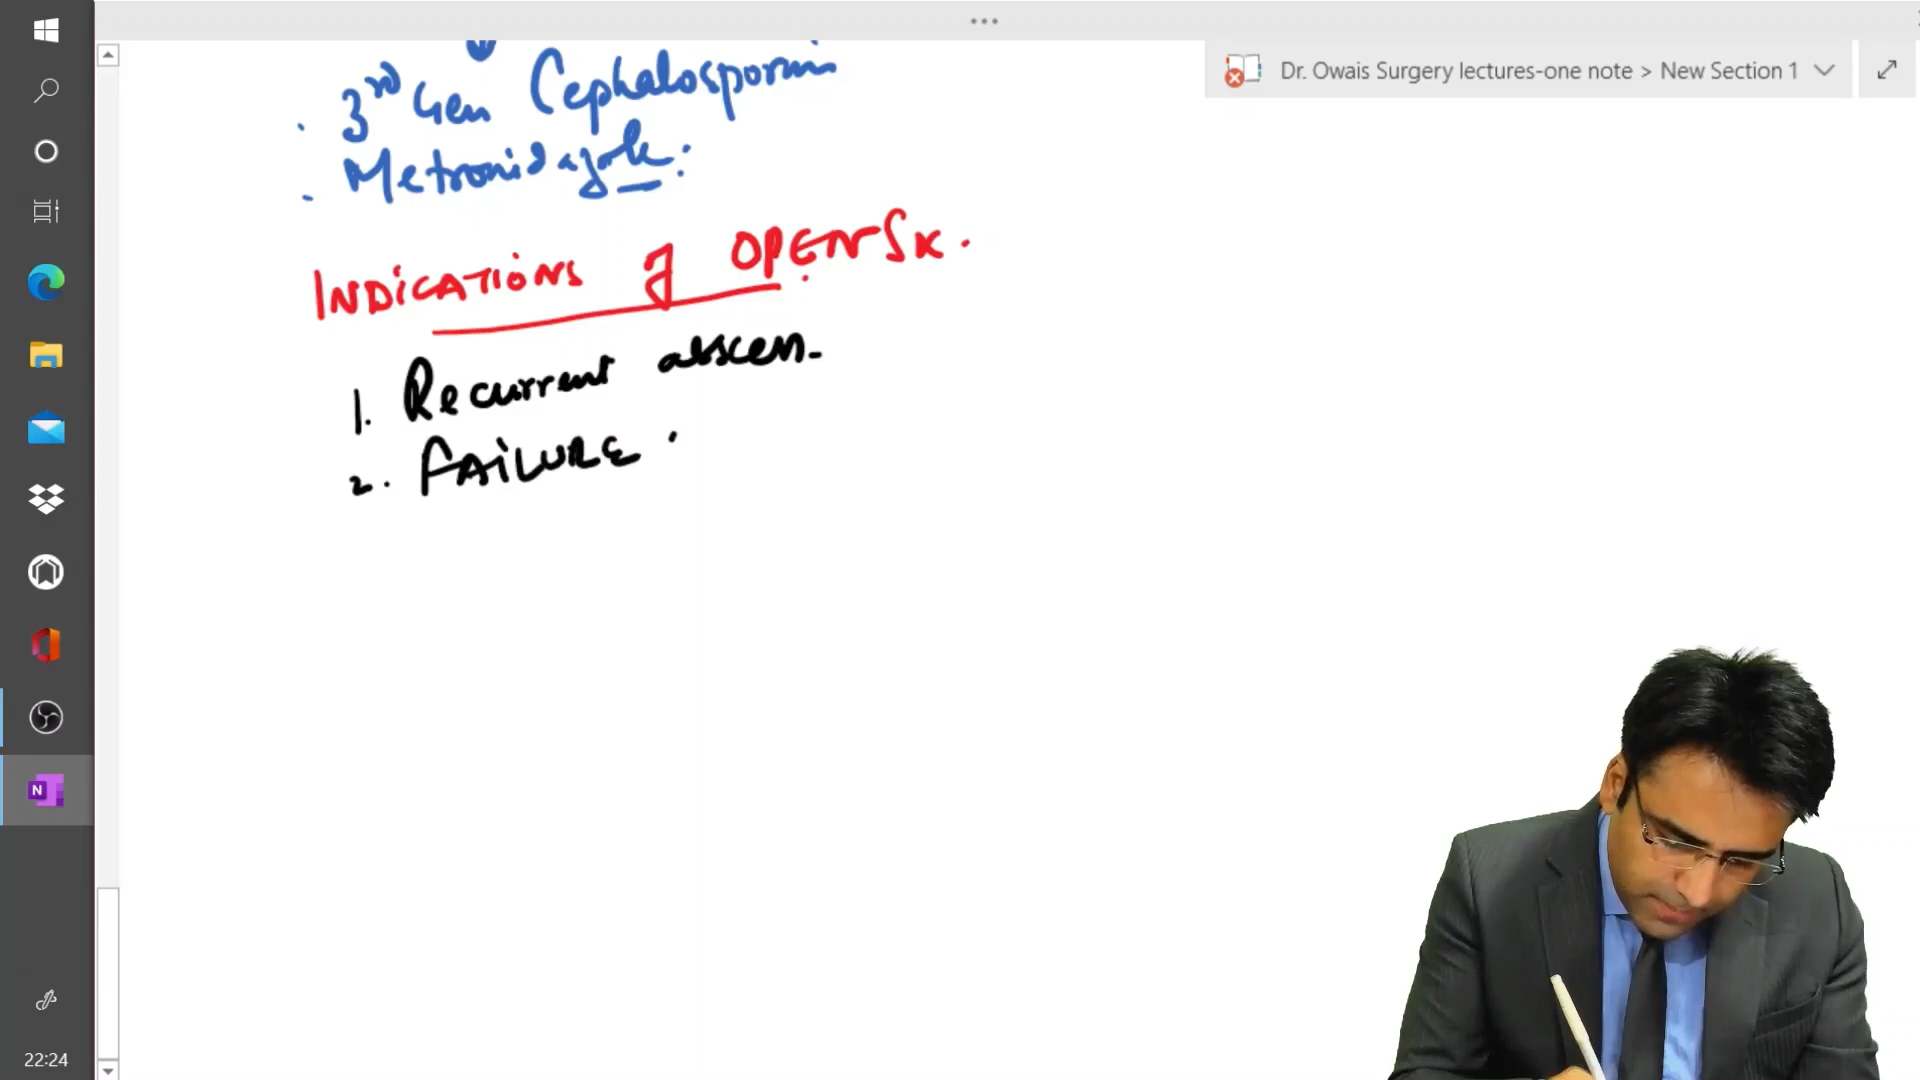 Dr. Owais Surgery lectures-one note > New Section 1
3rd Gen Cephalosporin
Metronidazole:
INDICATIONS of OPEN Sx.
1. Recurrent abscess
2. FAILURE
N
22:24